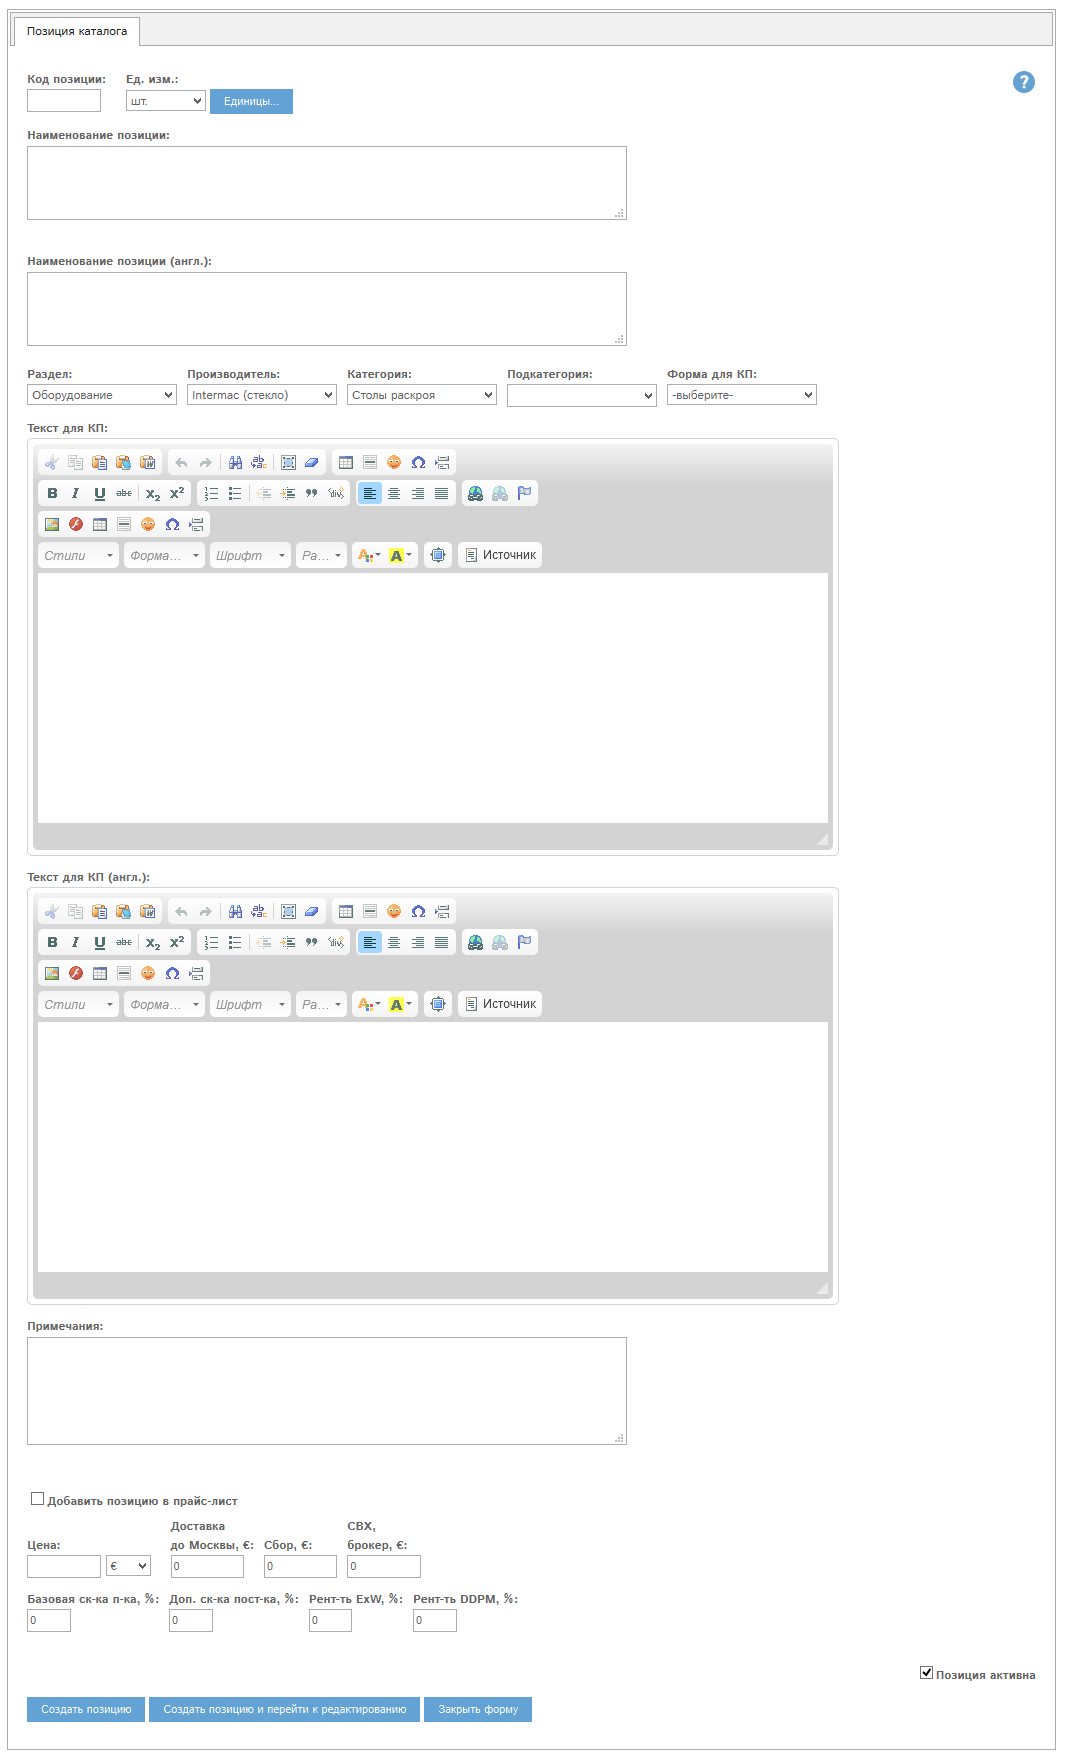 Позиция каталога
Код позиции: Ед. изм.:
шт. Единицы... ?
Наименование позиции:
Наименование позиции (англ.):
Раздел: Производитель: Категория: Подкатегория: Форма для КП:
Оборудование Intermac (стекло) Столы раскроя -выберите-
Текст для КП:
B I U abc x₂ x²
Стили Форма... Шрифт Ра... A A Источник
Текст для КП (англ.):
B I U abc x₂ x²
Стили Форма... Шрифт Ра... A A Источник
Примечания:
Добавить позицию в прайс-лист
Доставка СВХ,
Цена: до Москвы, €: Сбор, €: брокер, €:
€ 0 0 0
Базовая ск-ка п-ка, %: Доп. ск-ка пост-ка, %: Рент-ть ExW, %: Рент-ть DDPM, %:
0 0 0 0
Позиция активна
Создать позицию Создать позицию и перейти к редактированию Закрыть форму